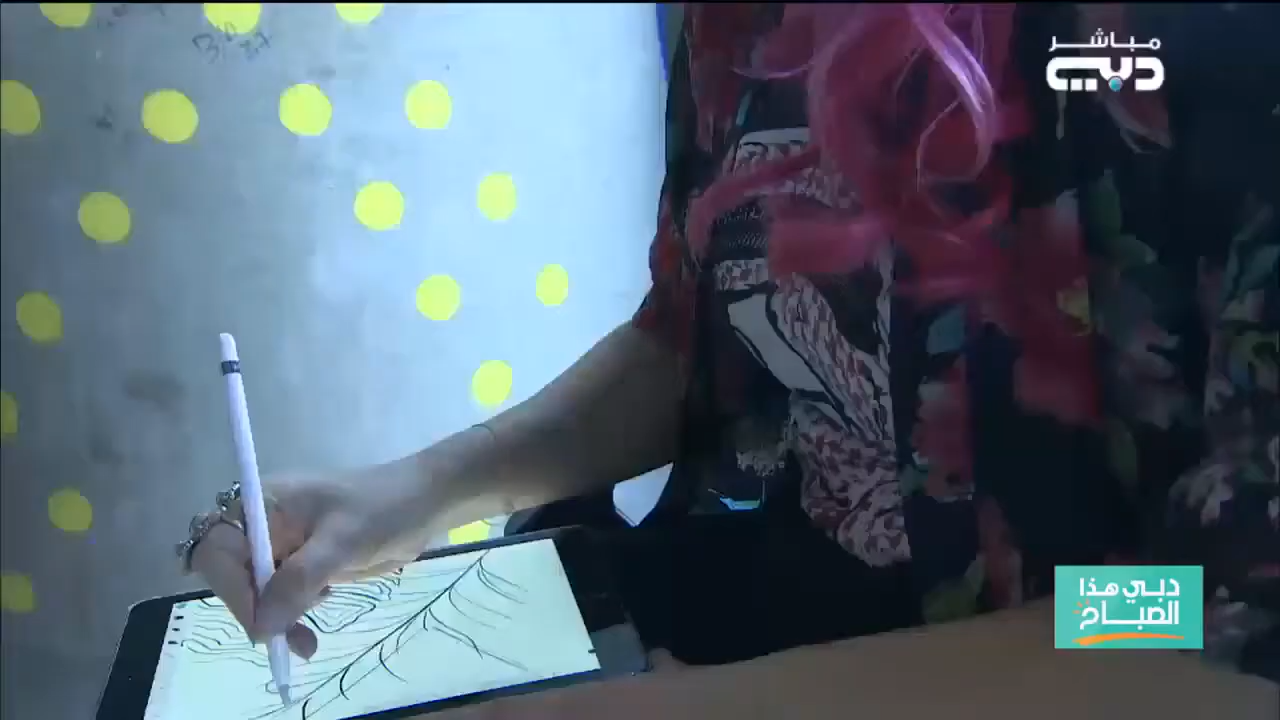 مباشر
دبي
دبي هذا
الصباح